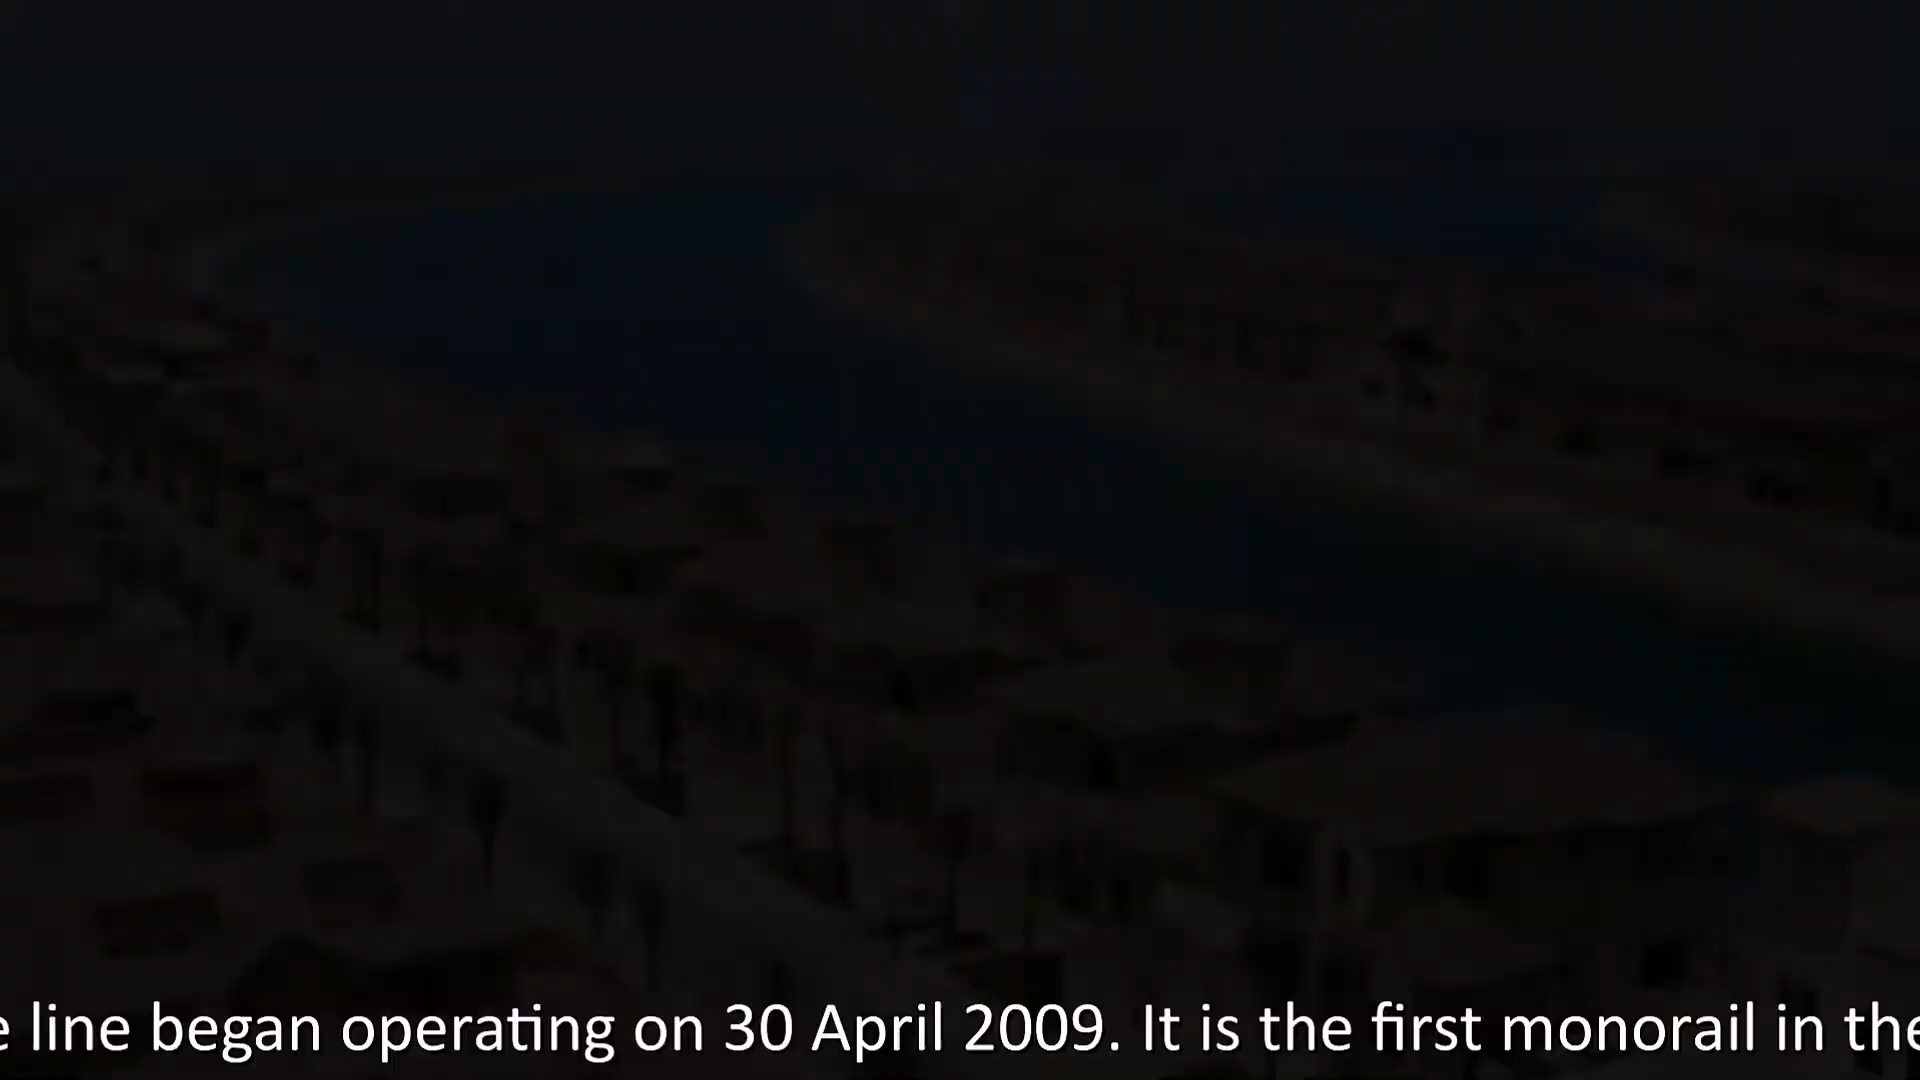 line began operating on 30 April 2009. It is the first monorail in the